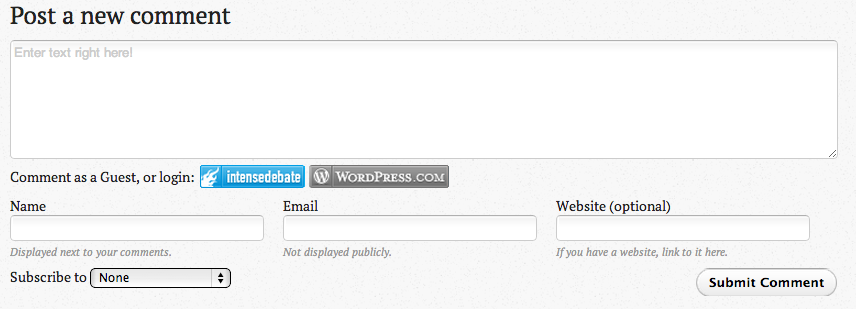 Post a new comment
Enter text right here!
Comment as a Guest, or login: intensedebate WORDPRESS.COM
Name Email Website (optional)
Displayed next to your comments. Not displayed publicly. If you have a website, link to it here.
Subscribe to None Submit Comment